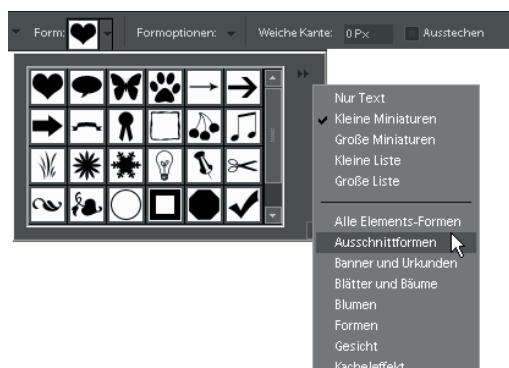 Form: Formoptionen: Weiche Kante: 0 Px Ausstechen
Nur Text
Kleine Miniaturen
Große Miniaturen
Kleine Liste
Große Liste
Alle Elements-Formen
Ausschnittformen
Banner und Urkunden
Blätter und Bäume
Blumen
Formen
Gesicht
Kacheleffekt